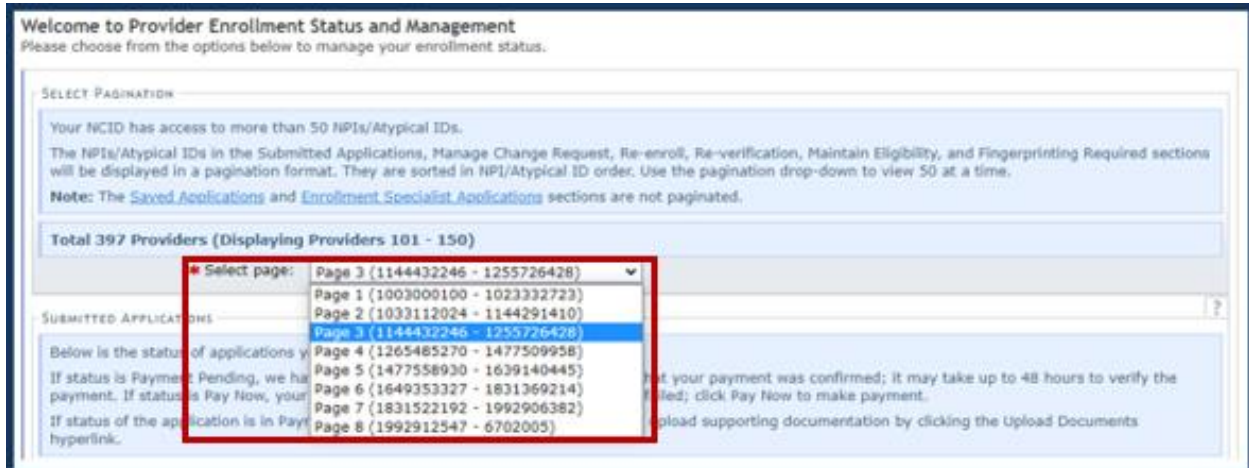 Welcome to Provider Enrollment Status and Management
Please choose from the options below to manage your enrollment status.
SELECT PAGINATION
Your NCID has access to more than 50 NPIs/Atypical IDs.
The NPIs/Atypical IDs in the Submitted Applications, Manage Change Request, Re-enroll, Re-verification, Maintain Eligibility, and Fingerprinting Required sections
will be displayed in a pagination format. They are sorted in NPI/Atypical ID order. Use the pagination drop-down to view 50 at a time.
Note: The Saved Applications and Enrollment Specialist Applications sections are not paginated.
Total 397 Providers (Displaying Providers 101 - 150)
* Select page: Page 3 (1144432246 - 1255726428)
Page 1 (1003000100 - 1023332723)
Page 2 (1033112024 - 1144291410)
Page 3 (1144432246 - 1255726428)
Page 4 (1265485270 - 1477509958)
Page 5 (1477558930 - 1639140445)
Page 6 (1649353327 - 1831369214)
Page 7 (1831522192 - 1992906382)
Page 8 (1992912547 - 6702005)
?
SUBMITTED APPLICATIONS
Below is the status of applications y
If status is Payment Pending, we ha hat your payment was confirmed; it may take up to 48 hours to verify the
payment. If status is Pay Now, your iled; click Pay Now to make payment.
If status of the application is in Pay upload supporting documentation by clicking the Upload Documents
hyperlink.